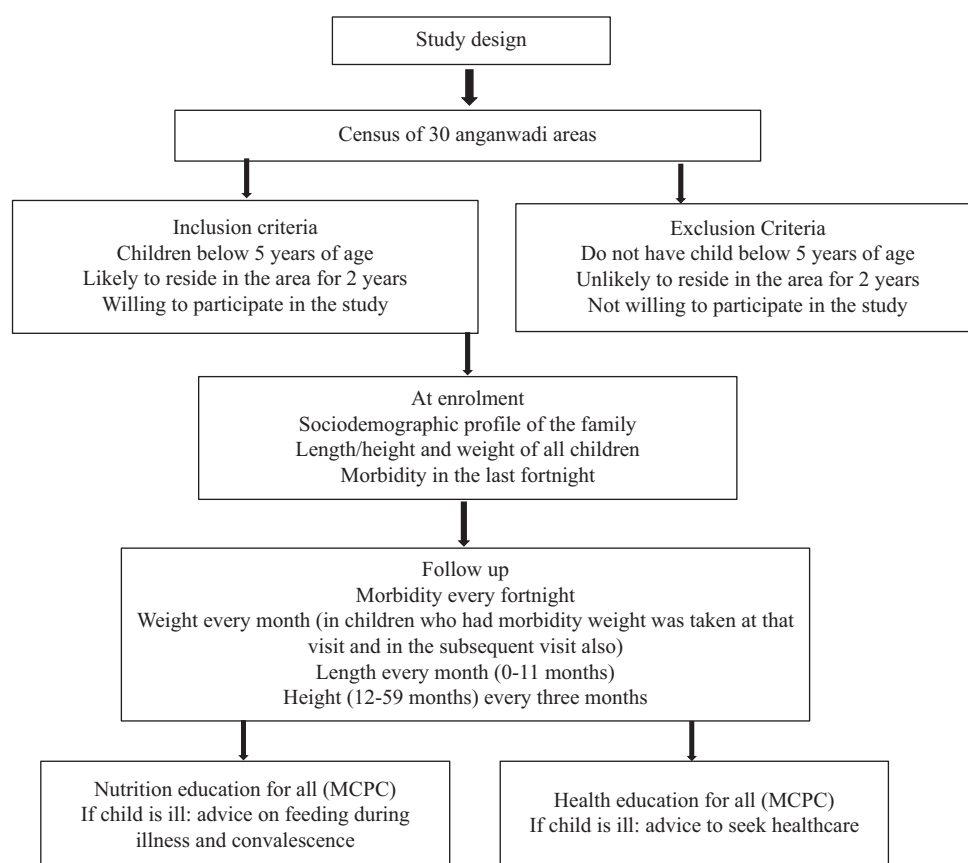 Study design
Census of 30 anganwadi areas
Inclusion criteria
Children below 5 years of age
Likely to reside in the area for 2 years
Willing to participate in the study
Exclusion Criteria
Do not have child below 5 years of age
Unlikely to reside in the area for 2 years
Not willing to participate in the study
At enrolment
Sociodemographic profile of the family
Length/height and weight of all children
Morbidity in the last fortnight
Follow up
Morbidity every fortnight
Weight every month (in children who had morbidity weight was taken at that
visit and in the subsequent visit also)
Length every month (0-11 months)
Height (12-59 months) every three months
Nutrition education for all (MCPC)
If child is ill: advice on feeding during
illness and convalescence
Health education for all (MCPC)
If child is ill: advice to seek healthcare